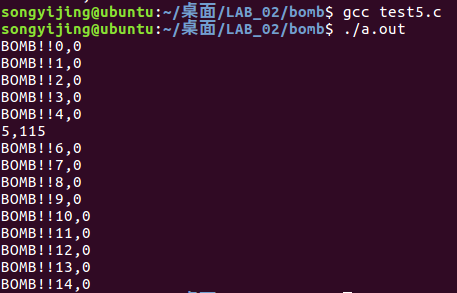 songyijing@ubuntu:~/桌面/LAB_02/bomb$ gcc test5.c
songyijing@ubuntu:~/桌面/LAB_02/bomb$ ./a.out
BOMB!!0,0
BOMB!!1,0
BOMB!!2,0
BOMB!!3,0
BOMB!!4,0
5,115
BOMB!!6,0
BOMB!!7,0
BOMB!!8,0
BOMB!!9,0
BOMB!!10,0
BOMB!!11,0
BOMB!!12,0
BOMB!!13,0
BOMB!!14,0